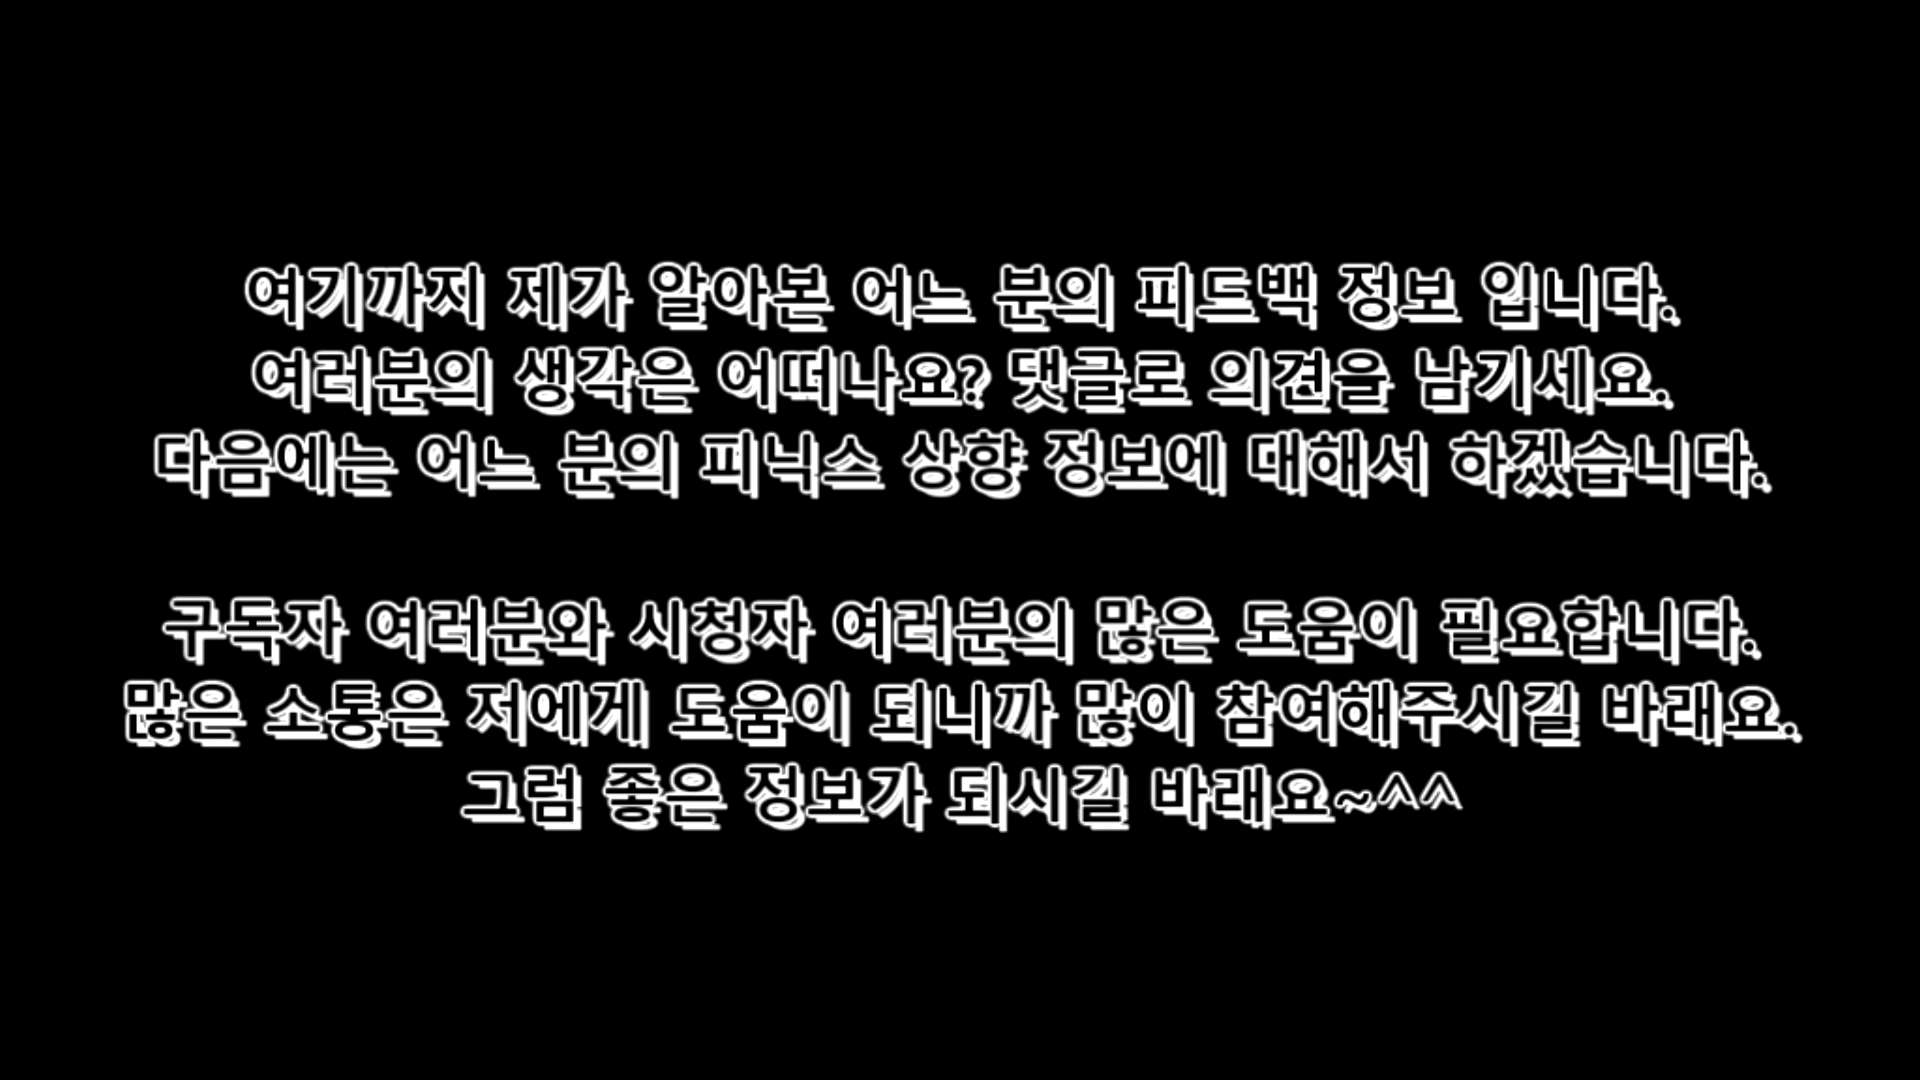 여기까지 제가 알아본 어느 분의 피드백 정보 입니다.
여러분의 생각은 어떠나요? 댓글로 의견을 남기세요.
다음에는 어느 분의 피닉스 상향 정보에 대해서 하겠습니다.
구독자 여러분와 시청자 여러분의 많은 도움이 필요합니다.
많은 소통은 저에게 도움이 되니까 많이 참여해주시길 바래요.
그럼 좋은 정보가 되시길 바래요~^^